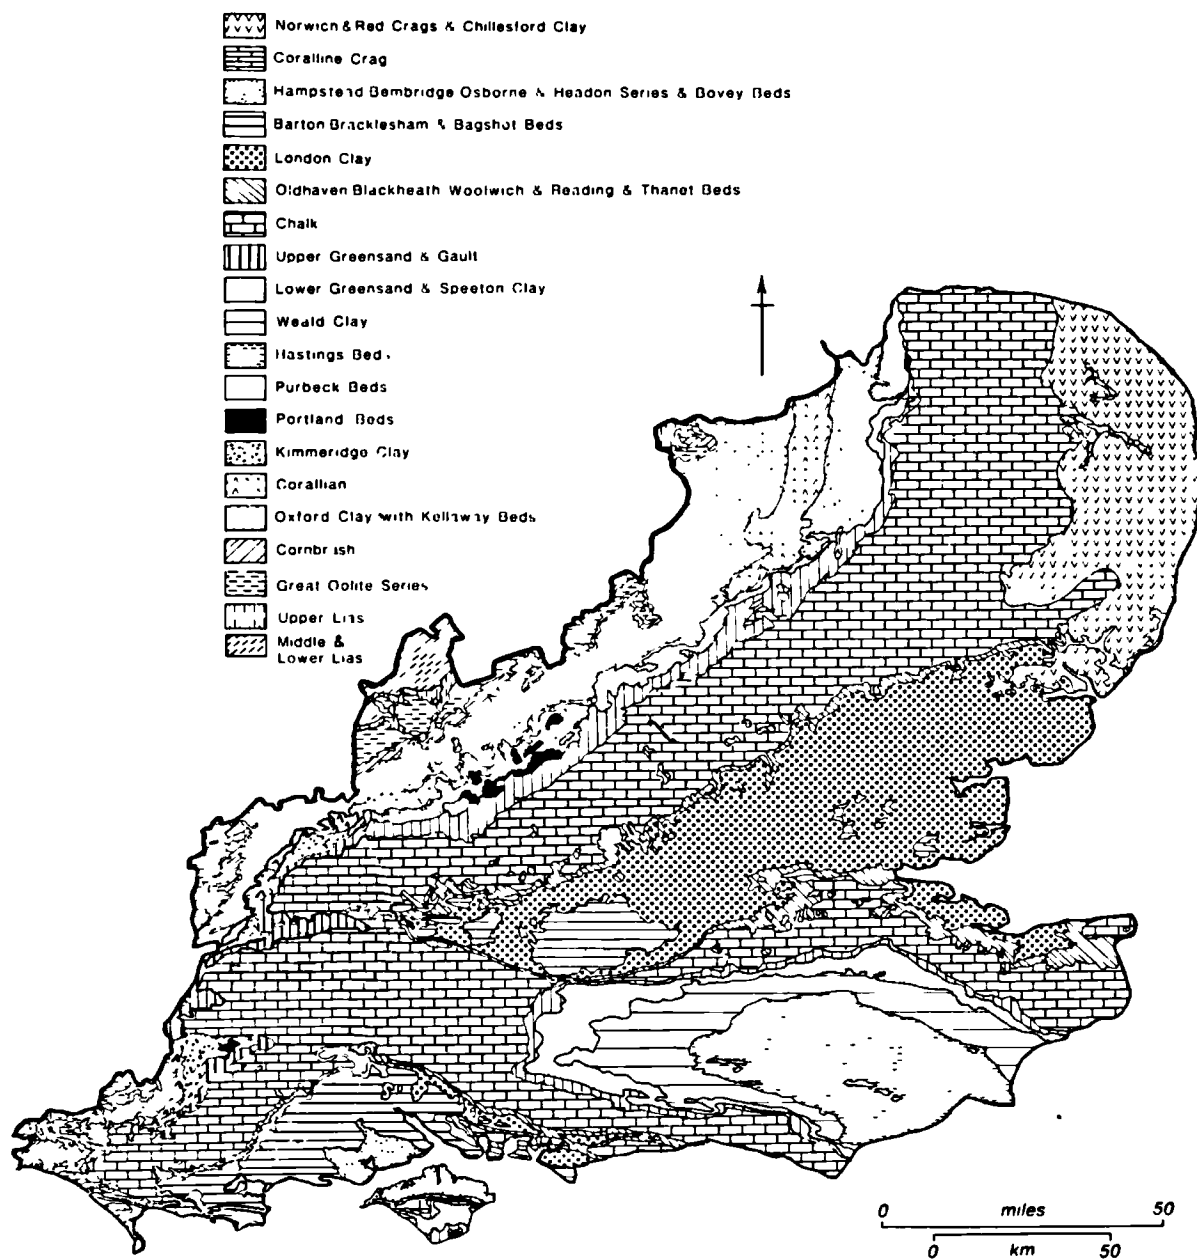 Norwich & Red Crags & Chillesford Clay
Coralline Crag
Hampstead Bembridge Osborne & Headon Series & Bovey Beds
Barton Bracklesham & Bagshot Beds
London Clay
Oldhaven Blackheath Woolwich & Reading & Thanet Beds
Chalk
Upper Greensand & Gault
Lower Greensand & Speeton Clay
Weald Clay
Hastings Beds
Purbeck Beds
Portland Beds
Kimmeridge Clay
Corallian
Oxford Clay with Kellaway Beds
Cornbrash
Great Oolite Series
Upper Lias
Middle &
Lower Lias
0 miles 50
0 km 50